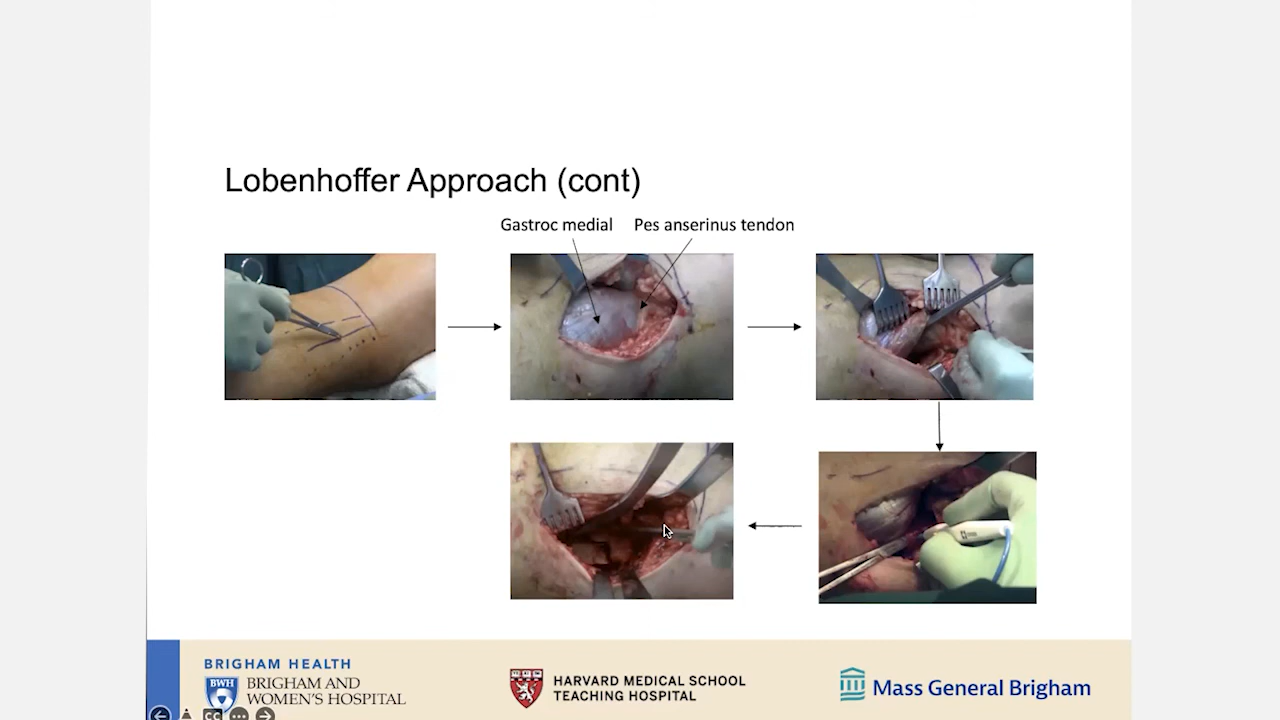 Lobenhoffer Approach (cont)
Gastroc medial
Pes anserinus tendon
BRIGHAM HEALTH
BWH
BRIGHAM AND
WOMEN'S HOSPITAL
HARVARD MEDICAL SCHOOL
TEACHING HOSPITAL
Mass General Brigham
CC